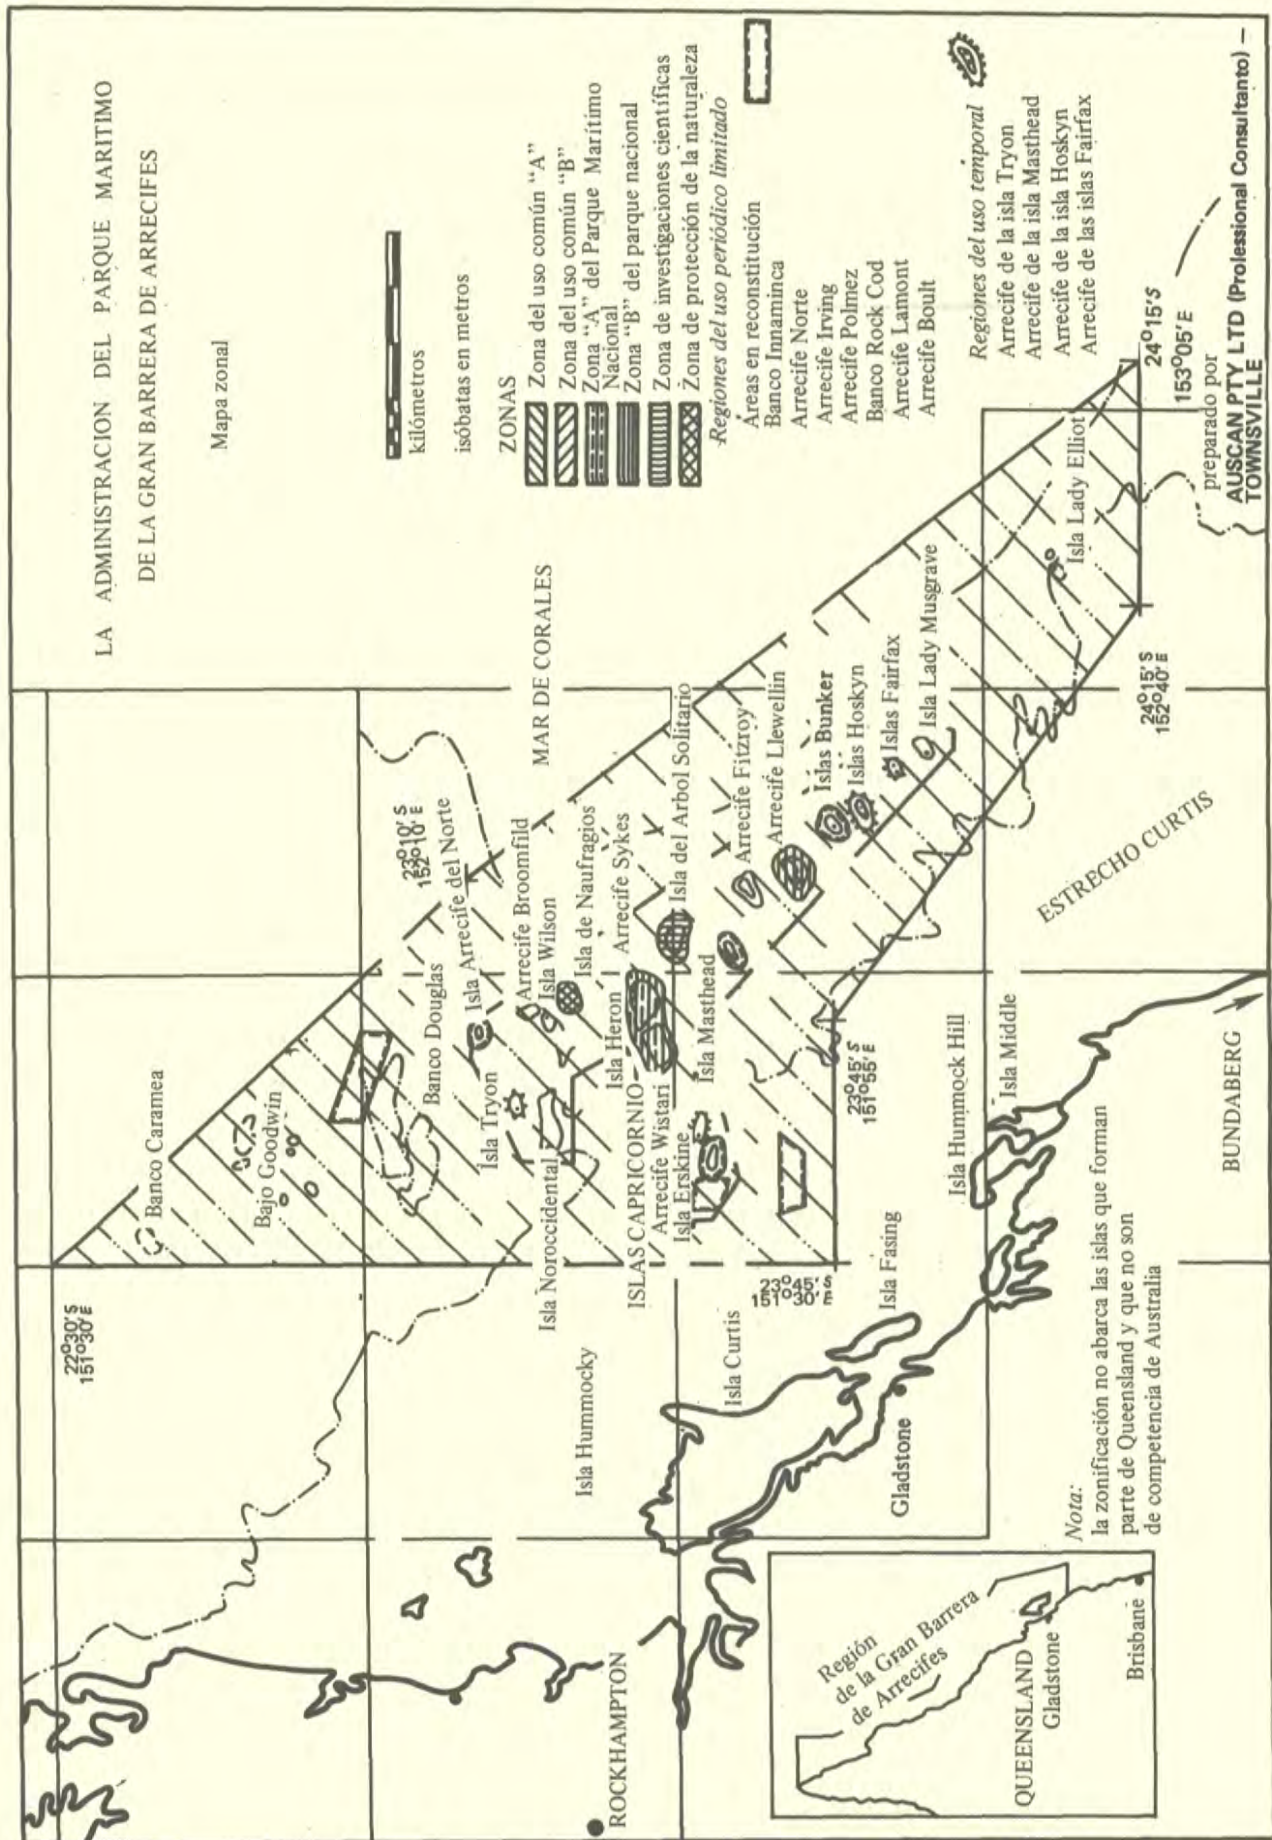 LA ADMINISTRACION DEL PARQUE MARITIMO
DE LA GRAN BARRERA DE ARRECIFES
Mapa zonal
kilómetros
isóbatas en metros
ZONAS
Zona del uso común “A”
Zona del uso común “B”
Zona “A” del Parque Marítimo
Nacional
Zona “B” del parque nacional
Zona de investigaciones científicas
Zona de protección de la naturaleza
Regiones del uso periódico limitado
Áreas en reconstitución
Banco Innaminca
Arrecife Norte
Arrecife Irving
Arrecife Polmez
Banco Rock Cod
Arrecife Lamont
Arrecife Boult
Regiones del uso temporal
Arrecife de la isla Tryon
Arrecife de la isla Masthead
Arrecife de la isla Hoskyn
Arrecife de las islas Fairfax
22°30′S
151°30′E
Banco Caramea
Bajo Goodwin
23°10′ S
152°10′ E
Banco Douglas
Isla Arrecife del Norte
Isla Tryon
Arrecife Broomfild
Isla Wilson
MAR DE CORALES
Isla Noroccidental
Isla de Naufragios
Isla Heron
Arrecife Sykes
ISLAS CAPRICORNIO
Arrecife Wistari
Isla Erskine
Isla del Arbol Solitario
Isla Masthead
Arrecife Fitzroy
Arrecife Llewellin
Islas Bunker
Islas Hoskyn
Islas Fairfax
Isla Lady Musgrave
Isla Lady Elliot
23°45′ S
151°30′ E
23°45′ S
151°55′ E
24°15′ S
152°40′ E
24°15′S
153°05′E
preparado por
AUSCAN PTY LTD (Prolessional Consultanto) —
TOWNSVILLE
Isla Hummocky
Isla Curtis
Isla Fasing
Gladstone
ROCKHAMPTON
Isla Hummock Hill
Isla Middle
ESTRECHO CURTIS
BUNDABERG
Nota:
la zonificación no abarca las islas que forman
parte de Queensland y que no son
de competencia de Australia
Región
de la Gran Barrera
de Arrecifes
QUEENSLAND
Gladstone
Brisbane